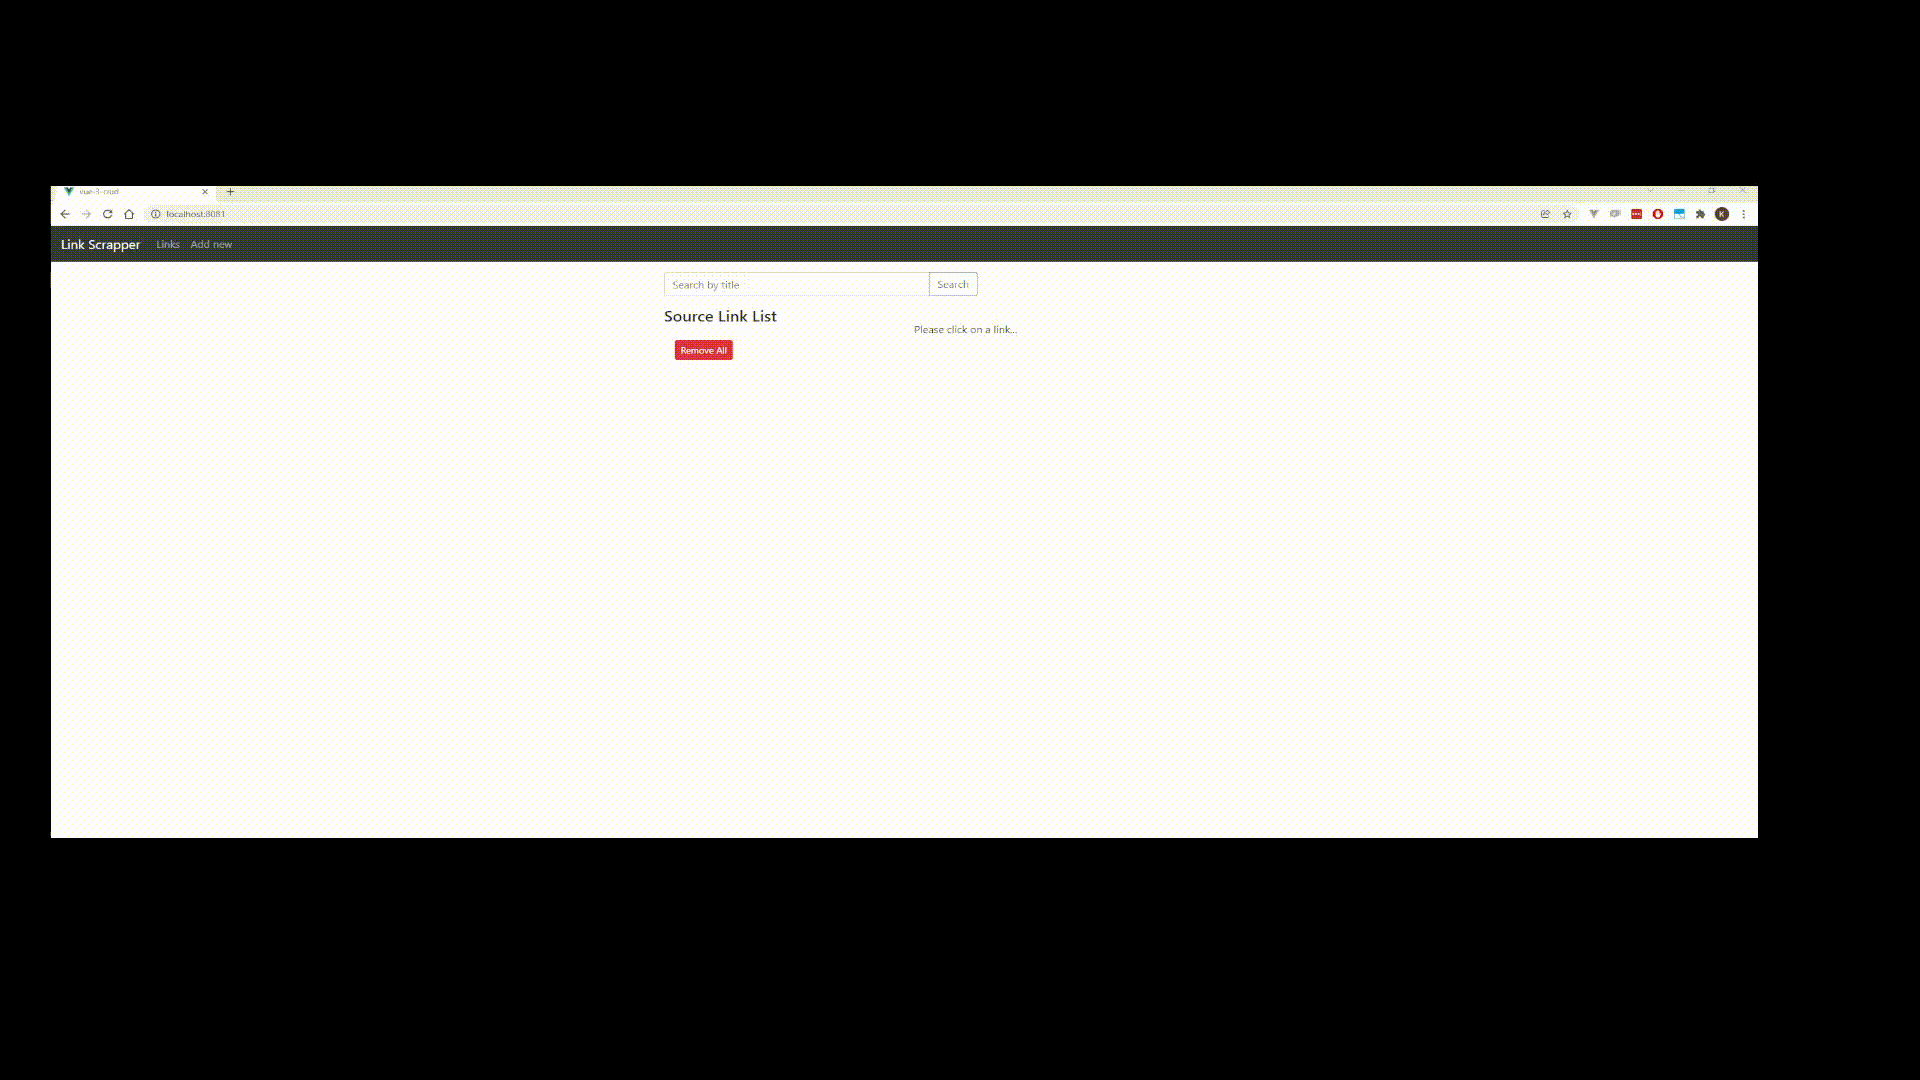 vue-3-crud
localhost:8081
Link Scrapper Links Add new
Search by title Search
Source Link List
Please click on a link...
Remove All
K